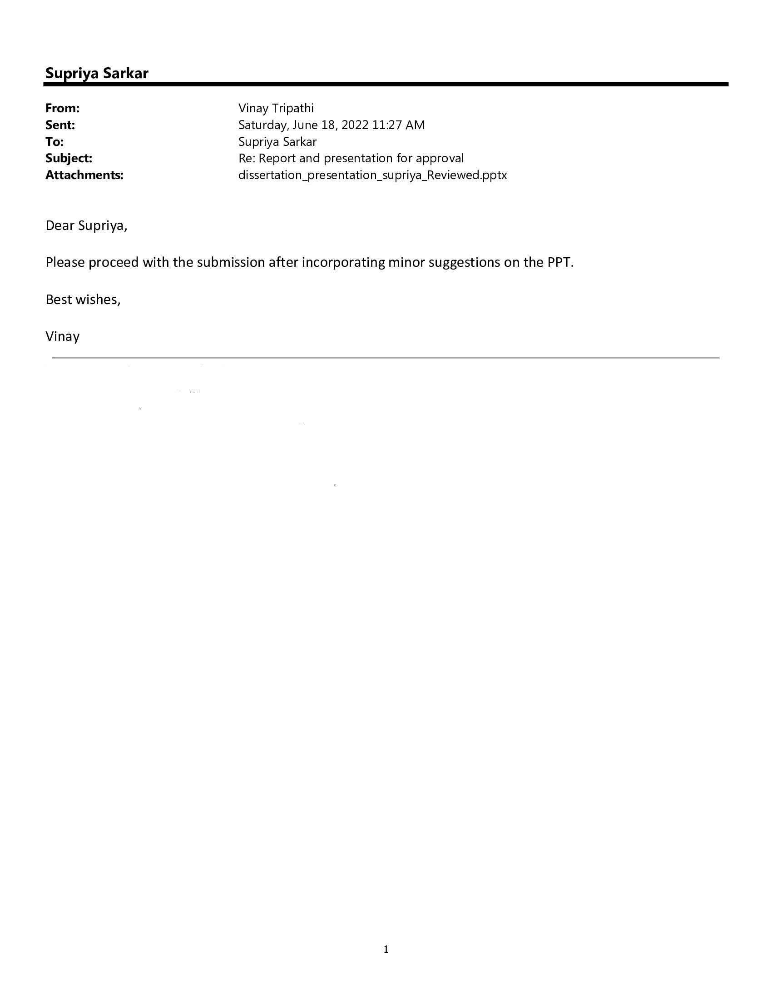 Supriya Sarkar
From: Vinay Tripathi
Sent: Saturday, June 18, 2022 11:27 AM
To: Supriya Sarkar
Subject: Re: Report and presentation for approval
Attachments: dissertation_presentation_supriya_Reviewed.pptx
Dear Supriya,
Please proceed with the submission after incorporating minor suggestions on the PPT.
Best wishes,
Vinay
1